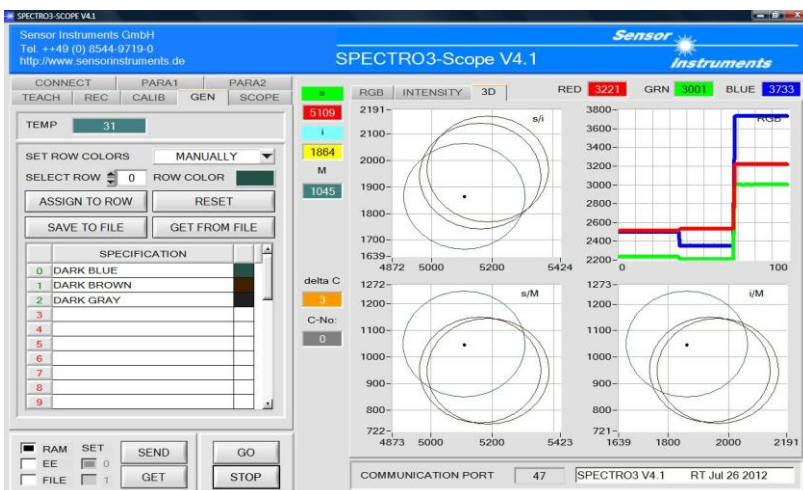 SPECTRO3-SCOPE V4.1
Sensor Instruments GmbH
Tel. ++49 (0) 8544-9719-0
http://www.sensorinstruments.de
SPECTRO3-Scope V4.1
Sensor
Instruments
CONNECT PARA1 PARA2
TEACH REC CALIB GEN SCOPE
TEMP 31
SET ROW COLORS MANUALLY
SELECT ROW 0 ROW COLOR
ASSIGN TO ROW RESET
SAVE TO FILE GET FROM FILE
SPECIFICATION
0 DARK BLUE
1 DARK BROWN
2 DARK GRAY
3
4
5
6
7
8
9
RAM SET SEND GO
EE 0
FILE 1 GET STOP
s
5109
i
1864
M
1045
delta C
3
C-No:
0
RGB INTENSITY 3D RED 3221 GRN 3001 BLUE 3733
s/i
2191
2100
2000
1900
1800
1700
1639
4872 5000 5200 5424
RGB
3800
3600
3400
3200
3000
2800
2600
2400
2200
0 100
s/M
1272
1200
1100
1000
900
800
722
4873 5000 5200 5423
i/M
1273
1200
1100
1000
900
800
721
1639 1800 2000 2191
COMMUNICATION PORT 47 SPECTRO3 V4.1 RT Jul 26 2012